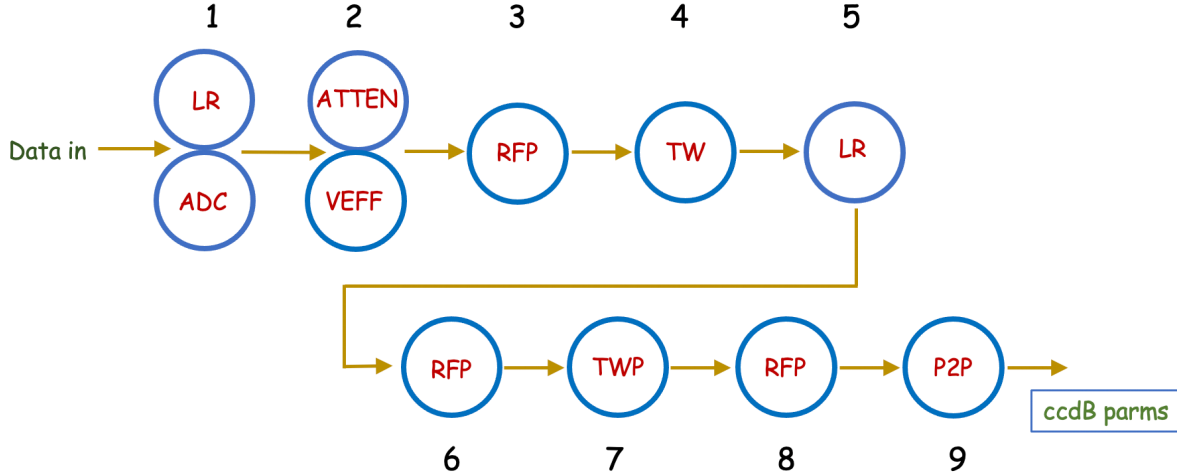 1 2 3 4 5
LR ATTEN
Data in RFP TW LR
ADC VEFF
RFP TWP RFP P2P
ccdB parms
6 7 8 9